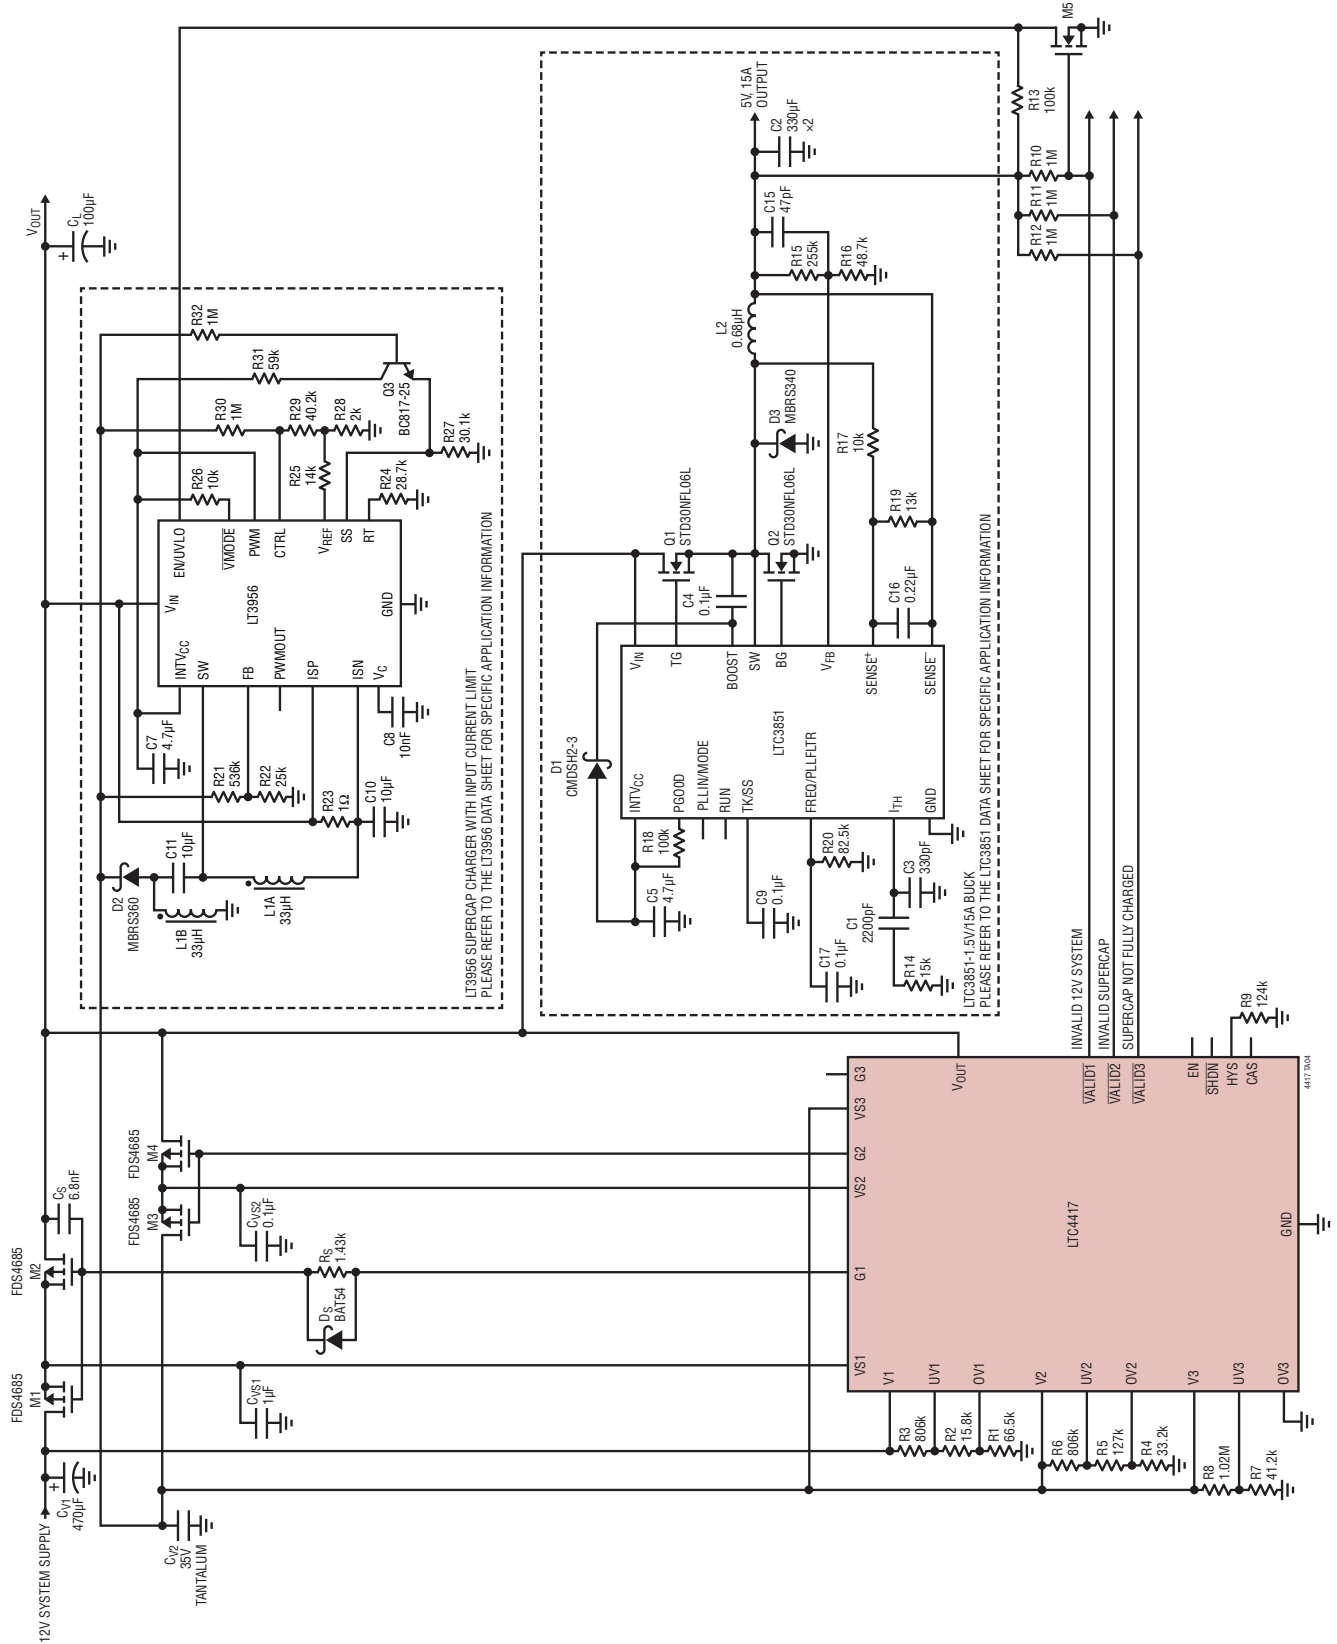 12V SYSTEM SUPPLY
+
CV1
470µF
CV2
35V
TANTALUM
FDS4685
M1
FDS4685
M2
CS
6.8nF
CVS1
1µF
CVS2
0.1µF
DS
BAT54
RS
1.43k
FDS4685
M3
FDS4685
M4
VOUT
+
CL
100µF
D2
MBRS360
L1B
33µH
C11
10µF
L1A
33µH
C7
4.7µF
R21
536k
R22
25k
R23
1Ω
C10
10µF
C8
10nF
INTVCC
SW
FB
PWMOUT
ISP
ISN
VC
VIN
LT3956
GND
EN/UVLO
VMODE
PWM
CTRL
VREF
SS
RT
R26
10k
R30
1M
R29
40.2k
R28
2k
R25
14k
R24
28.7k
R31
59k
R32
1M
Q3
BC817-25
R27
30.1k
LT3956 SUPERCAP CHARGER WITH INPUT CURRENT LIMIT
PLEASE REFER TO THE LT3956 DATA SHEET FOR SPECIFIC APPLICATION INFORMATION
D1
CMDSH2-3
R18
100k
C5
4.7µF
C9
0.1µF
C17
0.1µF
R20
82.5k
C1
2200pF
C3
330pF
R14
15k
INTVCC
PGOOD
PLLIN/MODE
RUN
TK/SS
FREQ/PLLFLTR
ITH
GND
LTC3851
VIN
TG
BOOST
SW
BG
VFB
SENSE+
SENSE–
C4
0.1µF
Q1
STD30NFL06L
Q2
STD30NFL06L
D3
MBRS340
L2
0.68µH
R17
10k
R19
13k
C16
0.22µF
R15
255k
R16
48.7k
C15
47pF
C2
330µF
×2
5V, 15A
OUTPUT
LTC3851-1.5V/15A BUCK
PLEASE REFER TO THE LTC3851 DATA SHEET FOR SPECIFIC APPLICATION INFORMATION
R12
1M
R11
1M
R10
1M
R13
100k
M5
INVALID 12V SYSTEM
INVALID SUPERCAP
SUPERCAP NOT FULLY CHARGED
VS1
G1
VS2
G2
VS3
G3
V1
UV1
OV1
V2
UV2
OV2
V3
UV3
OV3
LTC4417
GND
VOUT
VALID1
VALID2
VALID3
EN
SHDN
HYS
CAS
R3
806k
R2
15.8k
R1
66.5k
R6
806k
R5
127k
R4
33.2k
R8
1.02M
R7
41.2k
R9
124k
4417 TA04